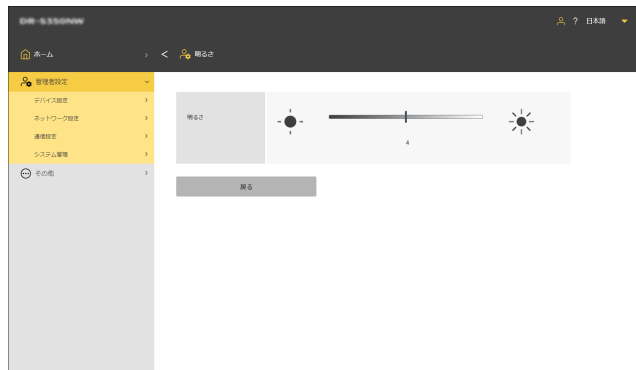 DR-S350NW
? 日本語
ホーム
明るさ
管理者設定
デバイス設定
ネットワーク設定
通信設定
システム管理
その他
明るさ
4
戻る